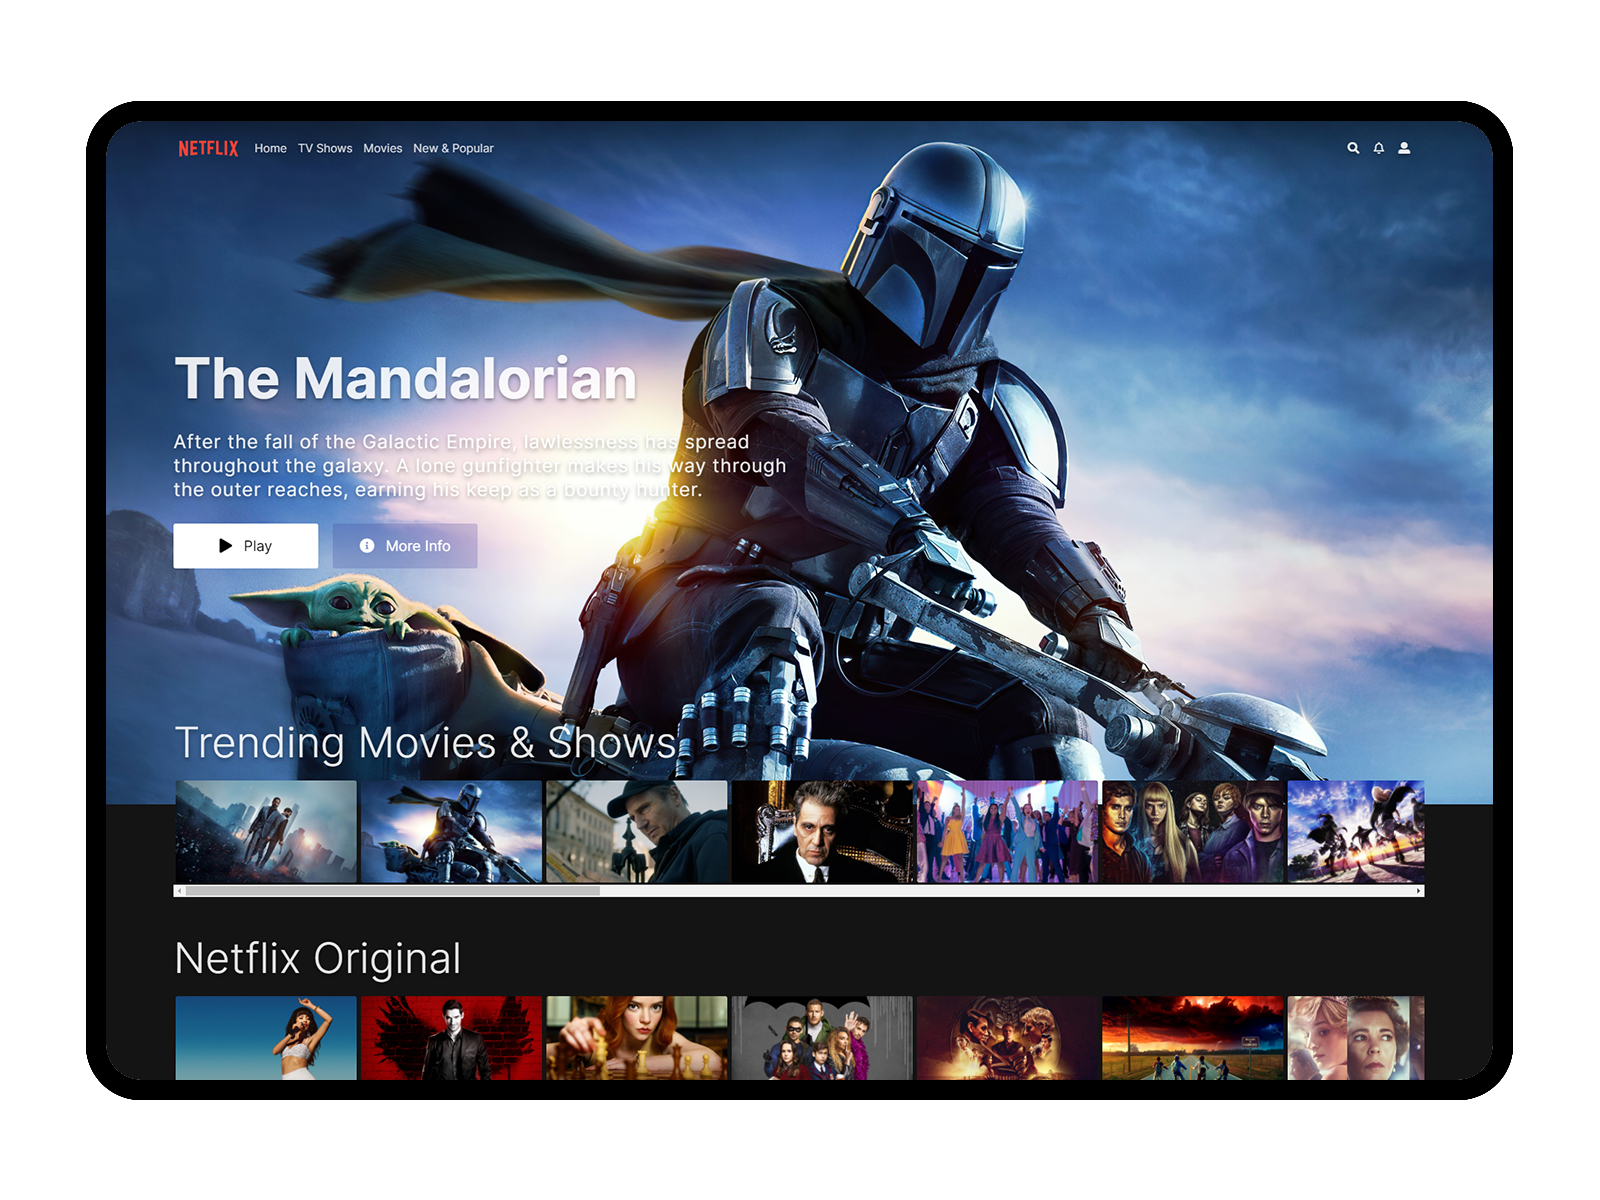 NETFLIX Home TV Shows Movies New & Popular
The Mandalorian
After the fall of the Galactic Empire, lawlessness has spread
throughout the galaxy. A lone gunfighter makes his way through
the outer reaches, earning his keep as a bounty hunter.
Play More Info
Trending Movies & Shows
Netflix Original